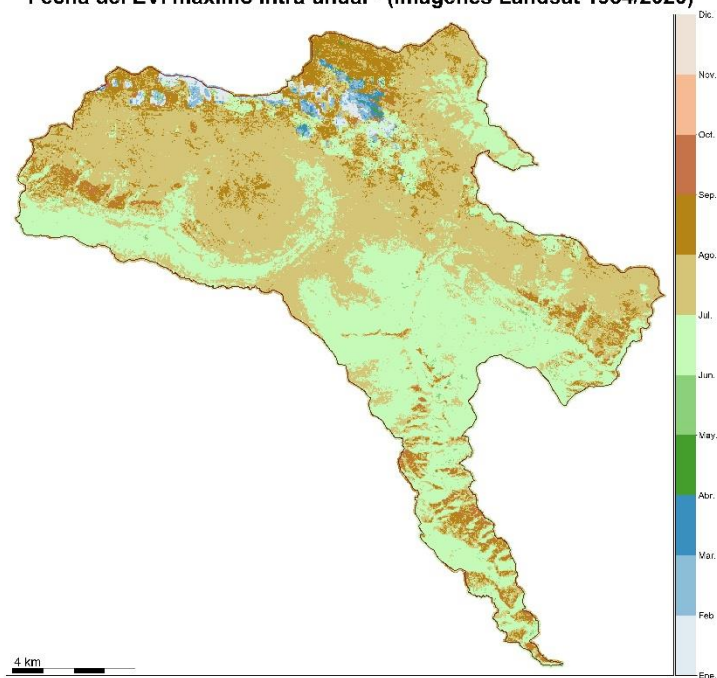 Fecha del EVI máximo intra-anual (imágenes Landsat 1984/2020)
Dic.
Nov.
Oct.
Sep.
Ago.
Jul.
Jun.
May.
Abr.
Mar.
Feb
Ene.
4 km